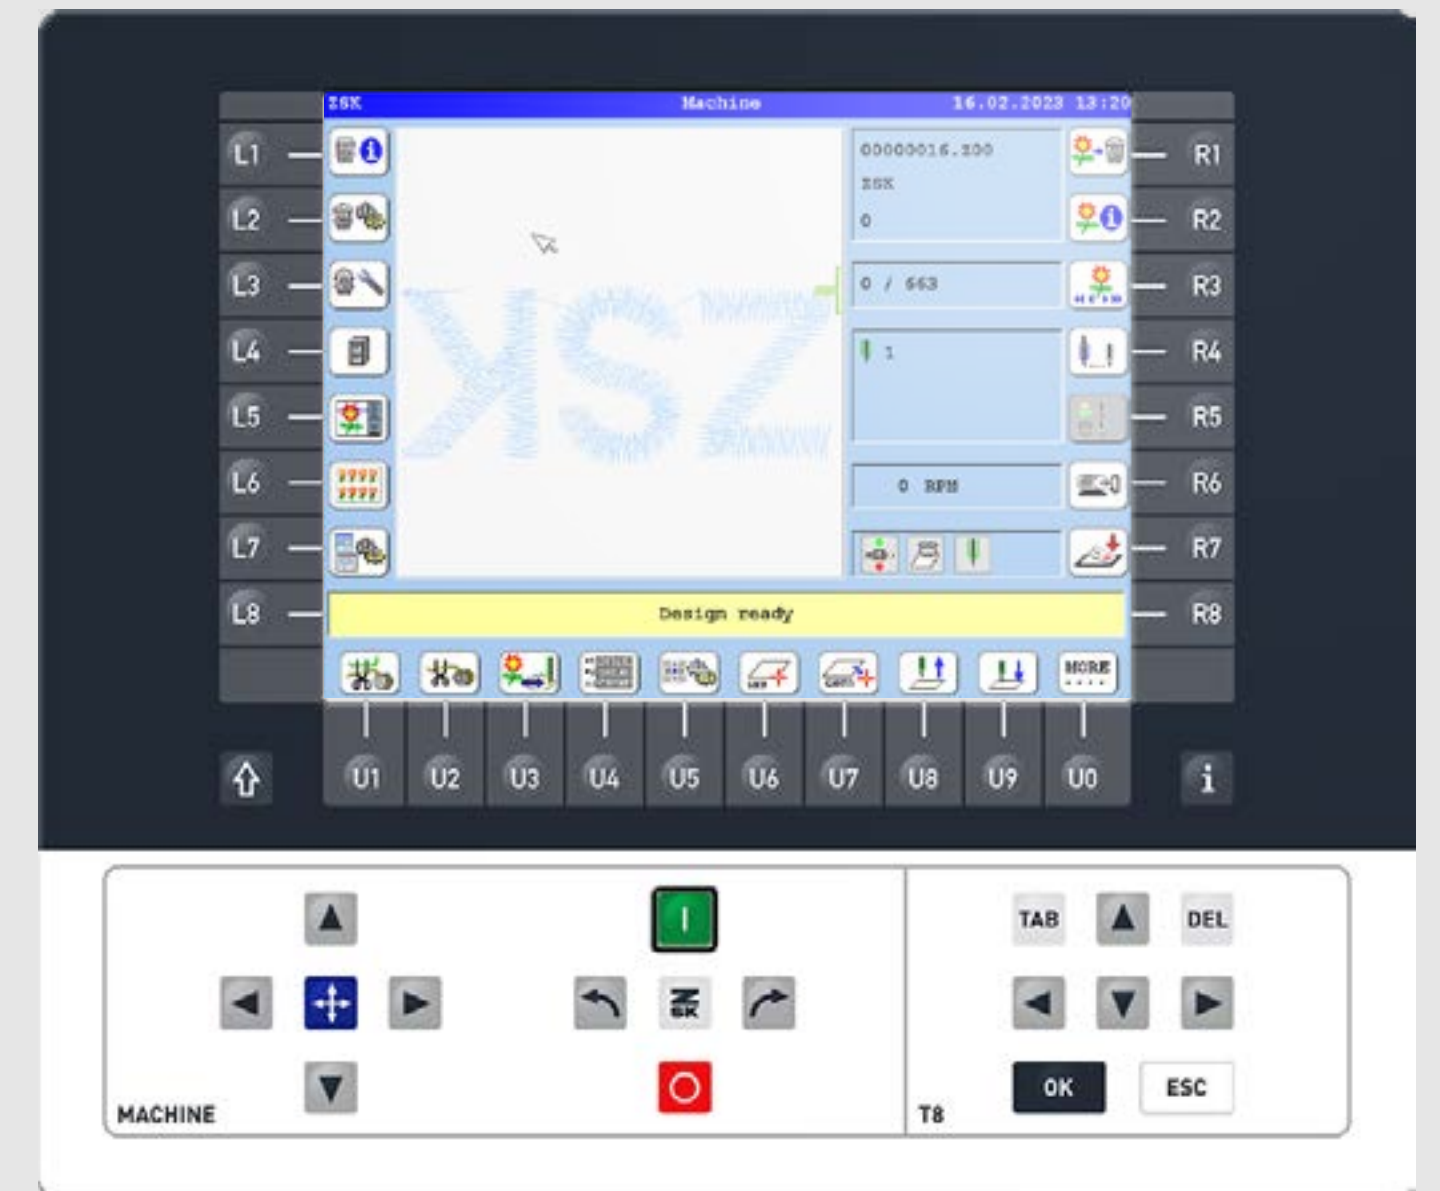 ZSK Machine 16.02.2023 13:20
L1 00000016.Z00 R1
ZSK
L2 0 R2
L3 0 / 663 R3
L4 1 R4
L5 R5
L6 0 RPM R6
L7 R7
L8 Design ready R8
MORE
U1 U2 U3 U4 U5 U6 U7 U8 U9 U0
i
TAB DEL
ZSK
OK ESC
MACHINE T8